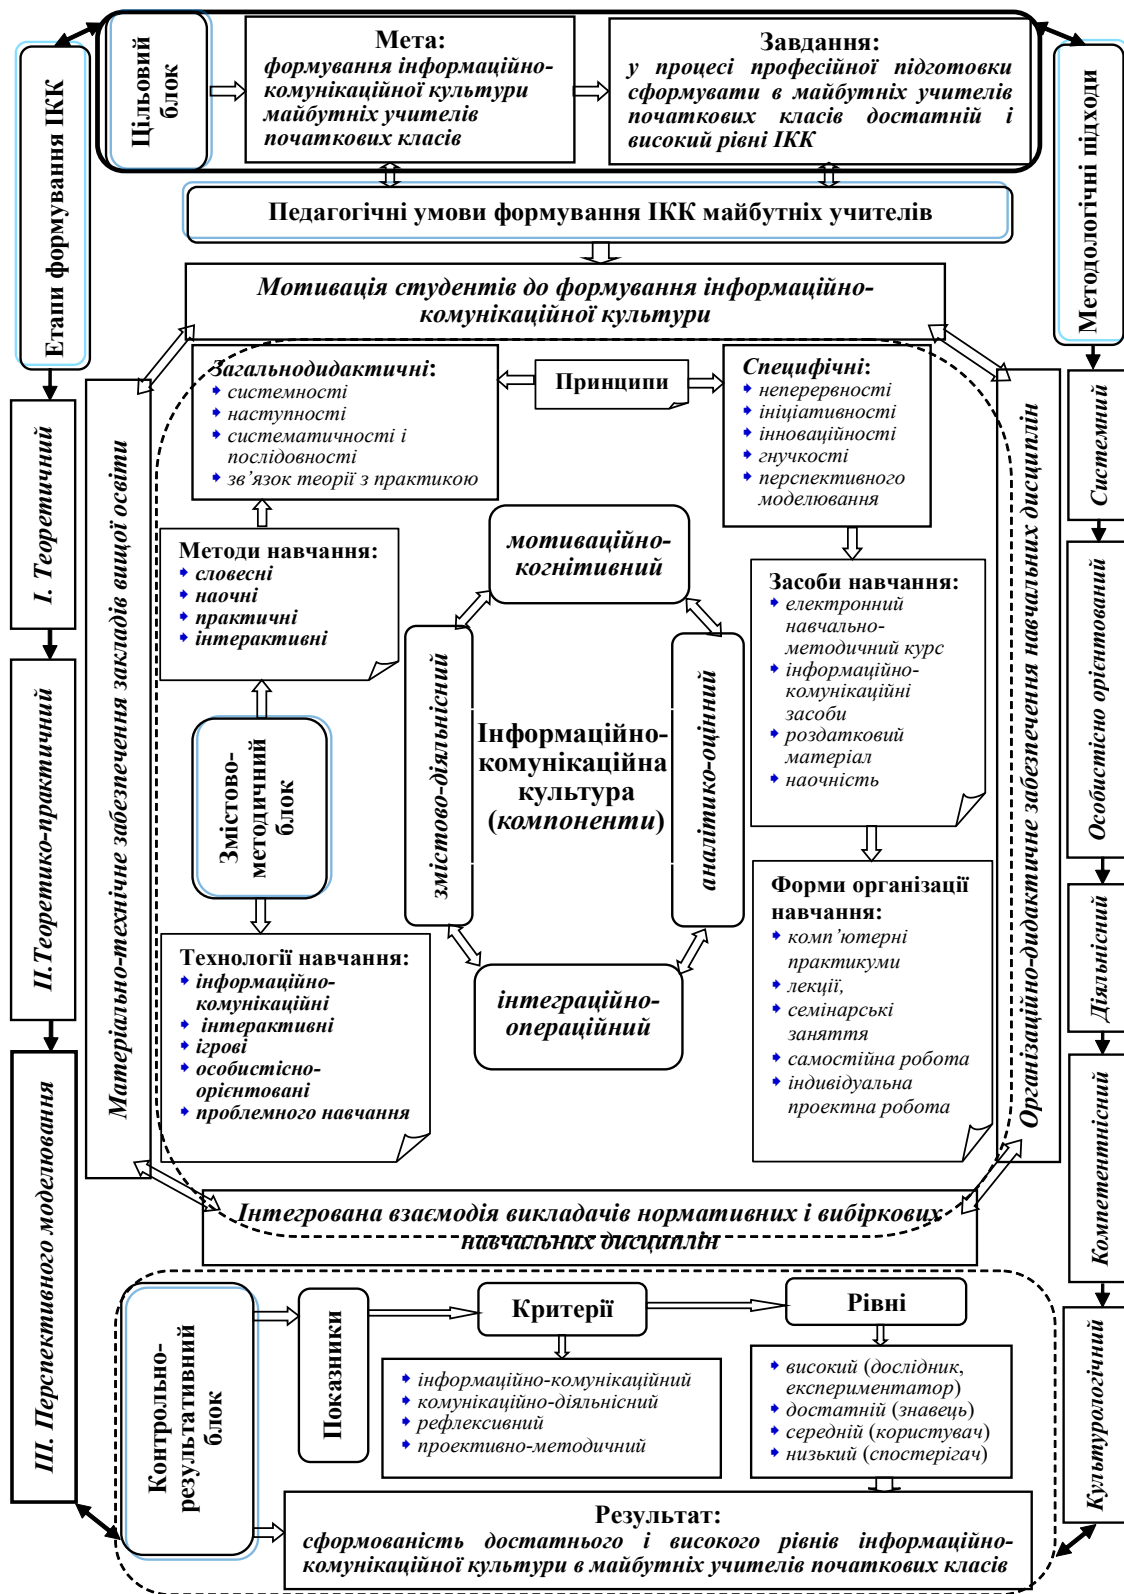 Цільовий
блок
Мета:
формування інформаційно-
комунікаційної культури
майбутніх учителів
початкових класів
Завдання:
у процесі професійної підготовки
сформувати в майбутніх учителів
початкових класів достатній і
високий рівні ІКК
Етапи формування ІКК
Методологічні підходи
Педагогічні умови формування ІКК майбутніх учителів
Мотивація студентів до формування інформаційно-
комунікаційної культури
І. Теоретичний
ІІ.Теоретико-практичний
ІІІ. Перспективного моделювання
Матеріально-технічне забезпечення закладів вищої освіти
Загальнодидактичні:
системності
наступності
систематичності і
послідовності
зв’язок теорії з практикою
Принципи
Специфічні:
неперервності
ініціативності
інноваційності
гнучкості
перспективного
моделювання
Методи навчання:
словесні
наочні
практичні
інтерактивні
Змістово-
методичний
блок
Технології навчання:
інформаційно-
комунікаційні
інтерактивні
ігрові
особистісно-
орієнтовані
проблемного навчання
мотиваційно-
когнітивний
змістово-діяльнісний
Інформаційно-
комунікаційна
культура
(компоненти)
аналітико-оцінний
інтеграційно-
операційний
Засоби навчання:
електронний
навчально-
методичний курс
інформаційно-
комунікаційні
засоби
роздатковий
матеріал
наочність
Форми організації
навчання:
комп’ютерні
практикуми
лекції,
семінарські
заняття
самостійна робота
індивідуальна
проектна робота
Організаційно-дидактичне забезпечення навчальних дисциплін
Системний
Особистісно орієнтований
Діяльнісний
Компетентнісний
Культурологічний
Інтегрована взаємодія викладачів нормативних і вибіркових
навчальних дисциплін
Контрольно-
результативний
блок
Показники
Критерії
інформаційно-комунікаційний
комунікаційно-діяльнісний
рефлексивний
проективно-методичний
Рівні
високий (дослідник,
експериментатор)
достатній (знавець)
середній (користувач)
низький (спостерігач)
Результат:
сформованість достатнього і високого рівнів інформаційно-
комунікаційної культури в майбутніх учителів початкових класів